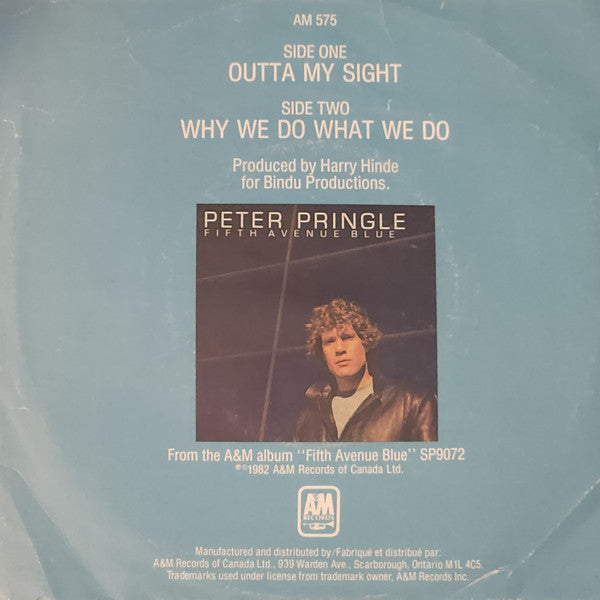 AM 575
SIDE ONE
OUTTA MY SIGHT
SIDE TWO
WHY WE DO WHAT WE DO
Produced by Harry Hinde
for Bindu Productions.
PETER PRINGLE
FIFTH AVENUE BLUE
From the A&M album "Fifth Avenue Blue" SP9072
℗©1982 A&M Records of Canada Ltd.
A&M
RECORDS
Manufactured and distributed by/Fabriqué et distribué par:
A&M Records of Canada Ltd., 939 Warden Ave., Scarborough, Ontario M1L 4C5.
Trademarks used under license from trademark owner, A&M Records Inc.